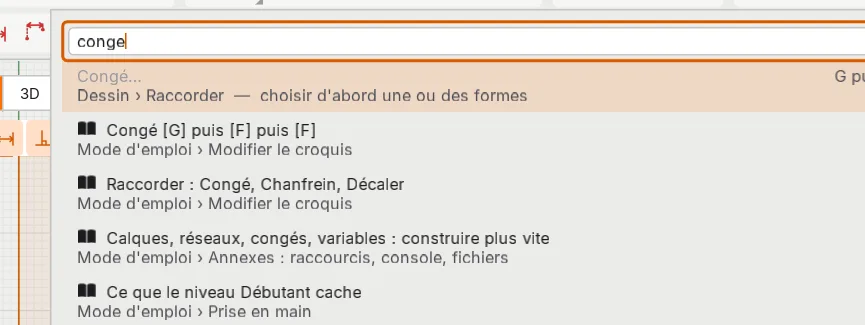 conge
3D
Congé...
G pu
Dessin › Raccorder — choisir d'abord une ou des formes
Congé [G] puis [F] puis [F]
Mode d'emploi › Modifier le croquis
Raccorder : Congé, Chanfrein, Décaler
Mode d'emploi › Modifier le croquis
Calques, réseaux, congés, variables : construire plus vite
Mode d'emploi › Annexes : raccourcis, console, fichiers
Ce que le niveau Débutant cache
Mode d'emploi › Prise en main